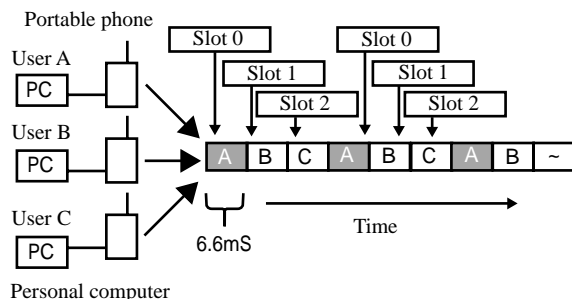 Portable phone
User A
PC
User B
PC
User C
PC
Personal computer
Slot 0
Slot 1
Slot 2
Slot 0
Slot 1
Slot 2
A B C A B C A B ~
6.6mS
Time